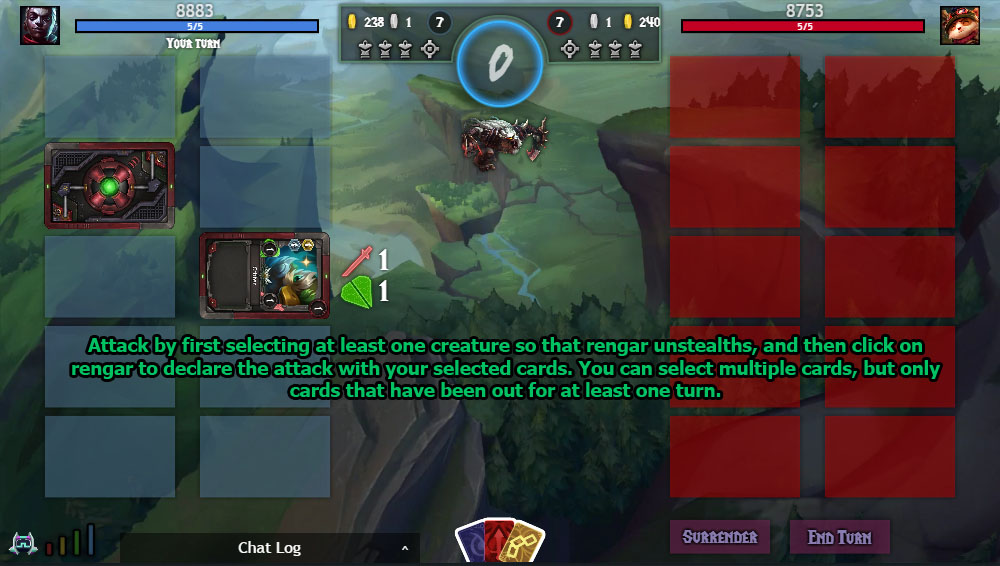 8883
5/5
Your turn
238 1 7
0
7 1 240
8753
5/5
1
1
Attack by first selecting at least one creature so that rengar unstealths, and then click on
rengar to declare the attack with your selected cards. You can select multiple cards, but only
cards that have been out for at least one turn.
Chat Log
Surrender
End Turn